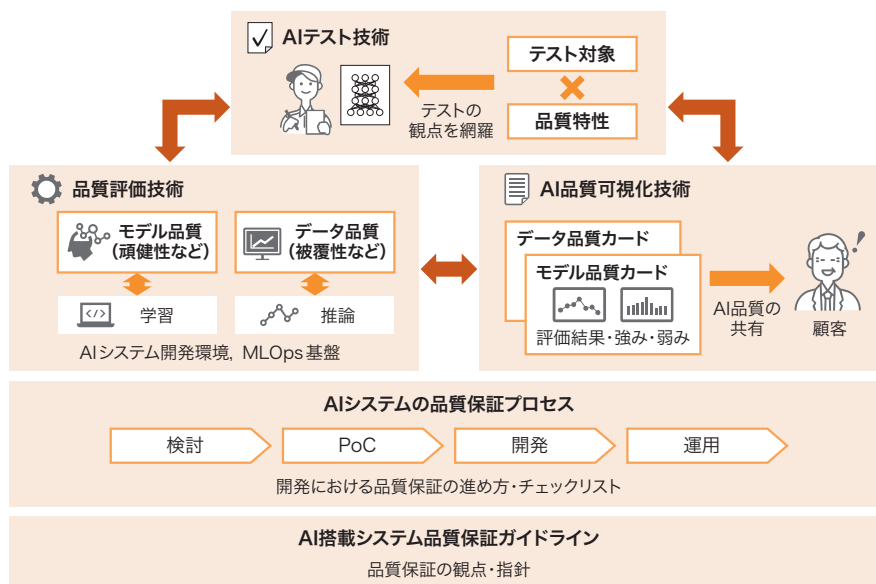 AIテスト技術
テスト対象
テストの
観点を網羅
品質特性
品質評価技術
モデル品質
(頑健性など)
データ品質
(被覆性など)
</>
学習
推論
AIシステム開発環境，MLOps基盤
AI品質可視化技術
データ品質カード
モデル品質カード
評価結果・強み・弱み
AI品質の
共有
!
顧客
AIシステムの品質保証プロセス
検討
PoC
開発
運用
開発における品質保証の進め方・チェックリスト
AI搭載システム品質保証ガイドライン
品質保証の観点・指針